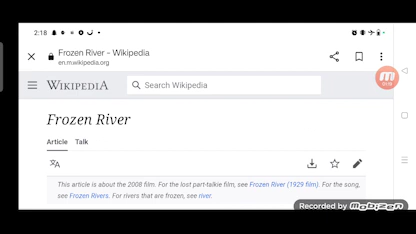 2:18
Frozen River - Wikipedia
en.m.wikipedia.org
WIKIPEDIA
Search Wikipedia
Frozen River
Article Talk
This article is about the 2008 film. For the lost part-talkie film, see Frozen River (1929 film). For the song,
see Frozen Rivers. For rivers that are frozen, see river.
Recorded by Mobizen